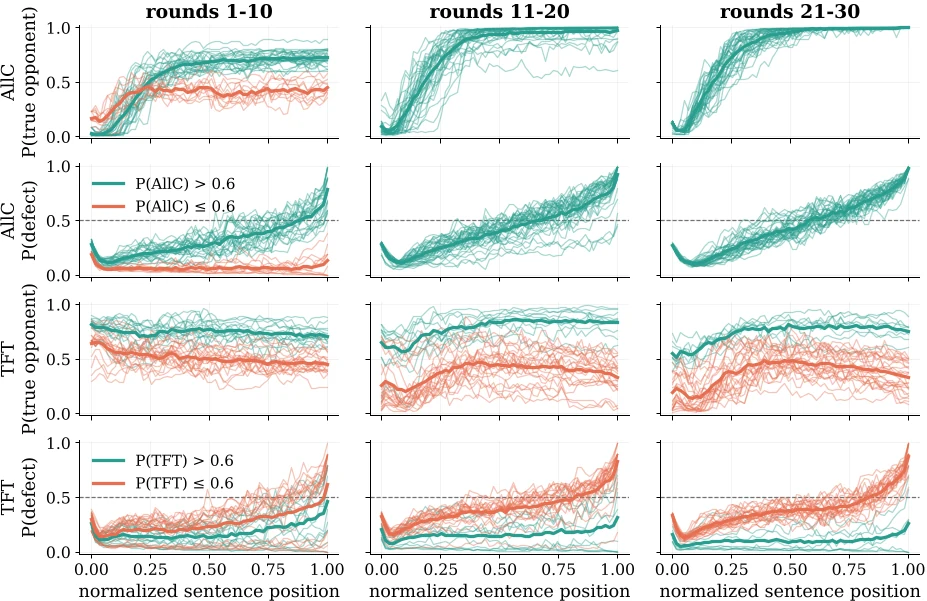 rounds 1-10
rounds 11-20
rounds 21-30
AllC
P(true opponent)
1.0
0.5
0.0
AllC
P(defect)
1.0
0.5
0.0
P(AllC) > 0.6
P(AllC) ≤ 0.6
TFT
P(true opponent)
1.0
0.5
0.0
TFT
P(defect)
1.0
0.5
0.0
P(TFT) > 0.6
P(TFT) ≤ 0.6
0.00 0.25 0.50 0.75 1.00
0.00 0.25 0.50 0.75 1.00
0.00 0.25 0.50 0.75 1.00
normalized sentence position
normalized sentence position
normalized sentence position